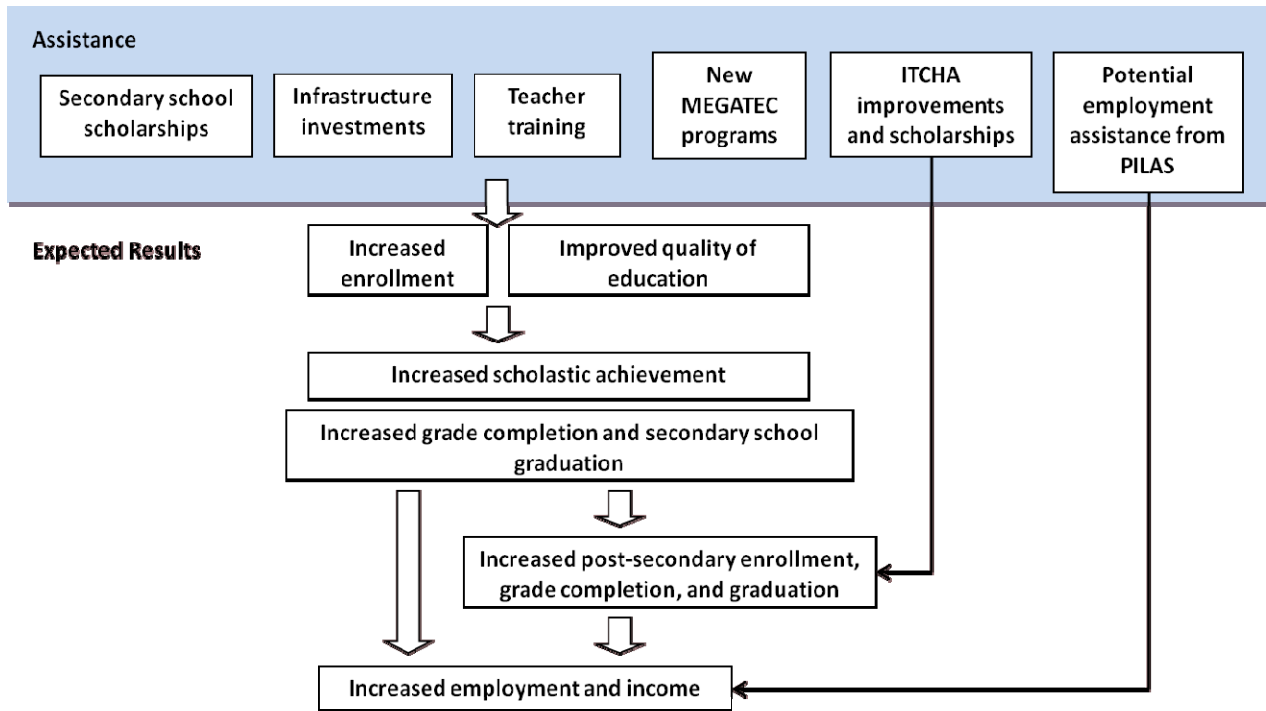 Assistance
Secondary school
scholarships
Infrastructure
investments
Teacher
training
New
MEGATEC
programs
ITCHA
improvements
and scholarships
Potential
employment
assistance from
PILAS
Expected Results
Increased
enrollment
Improved quality of
education
Increased scholastic achievement
Increased grade completion and secondary school
graduation
Increased post-secondary enrollment,
grade completion, and graduation
Increased employment and income